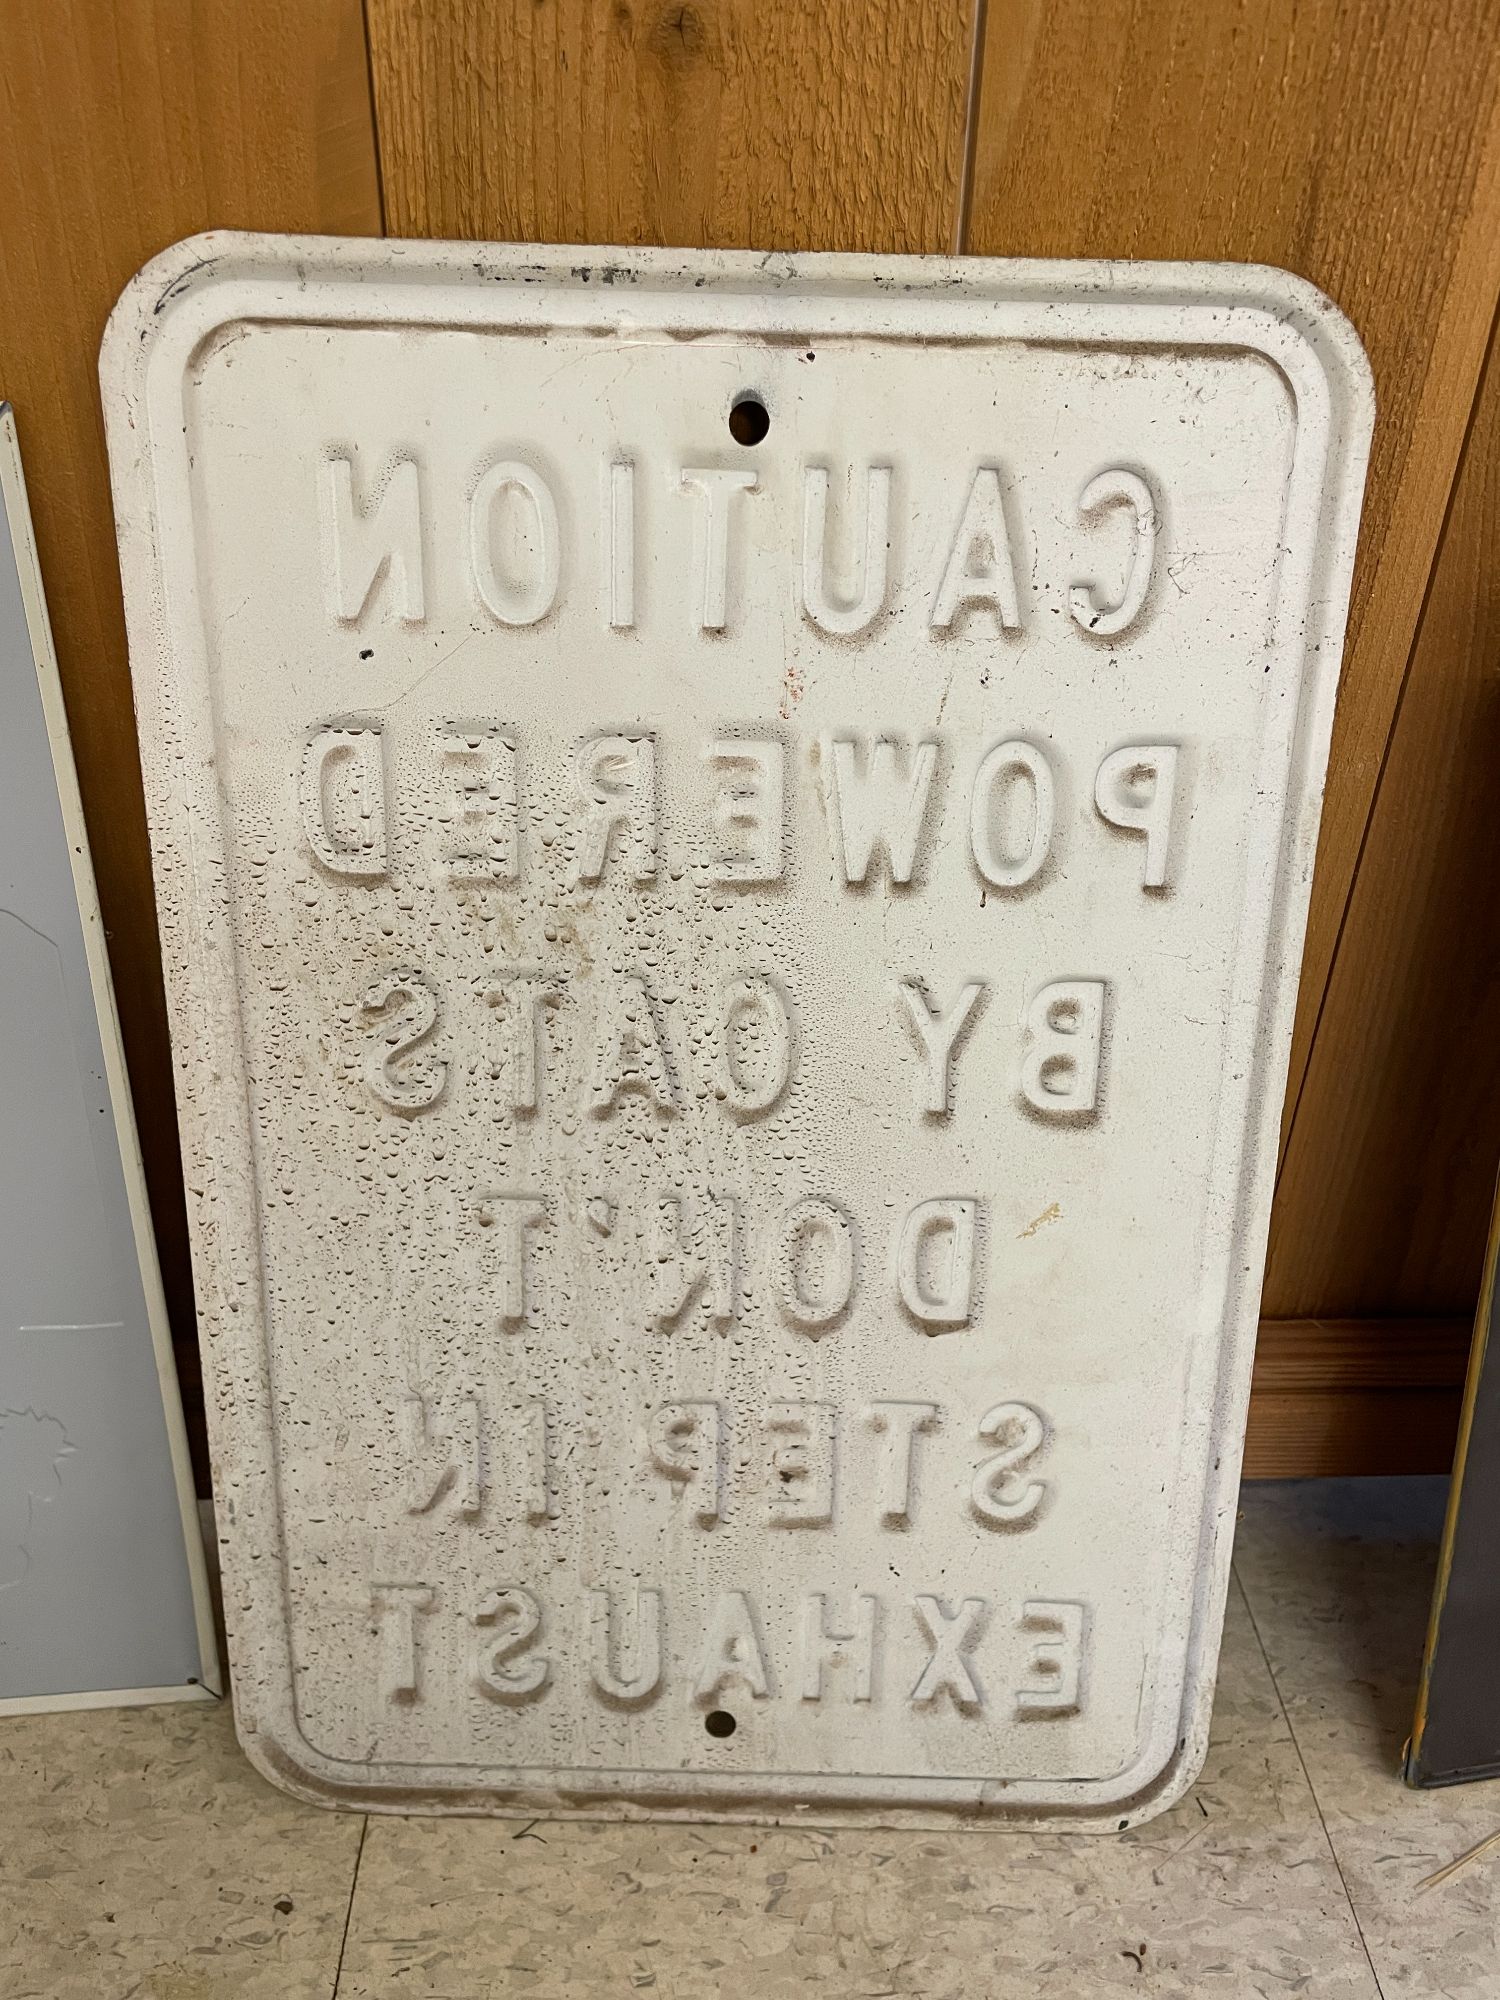 CAUTION
POWERED
BY OATS
DON'T
STEP IN
EXHAUST